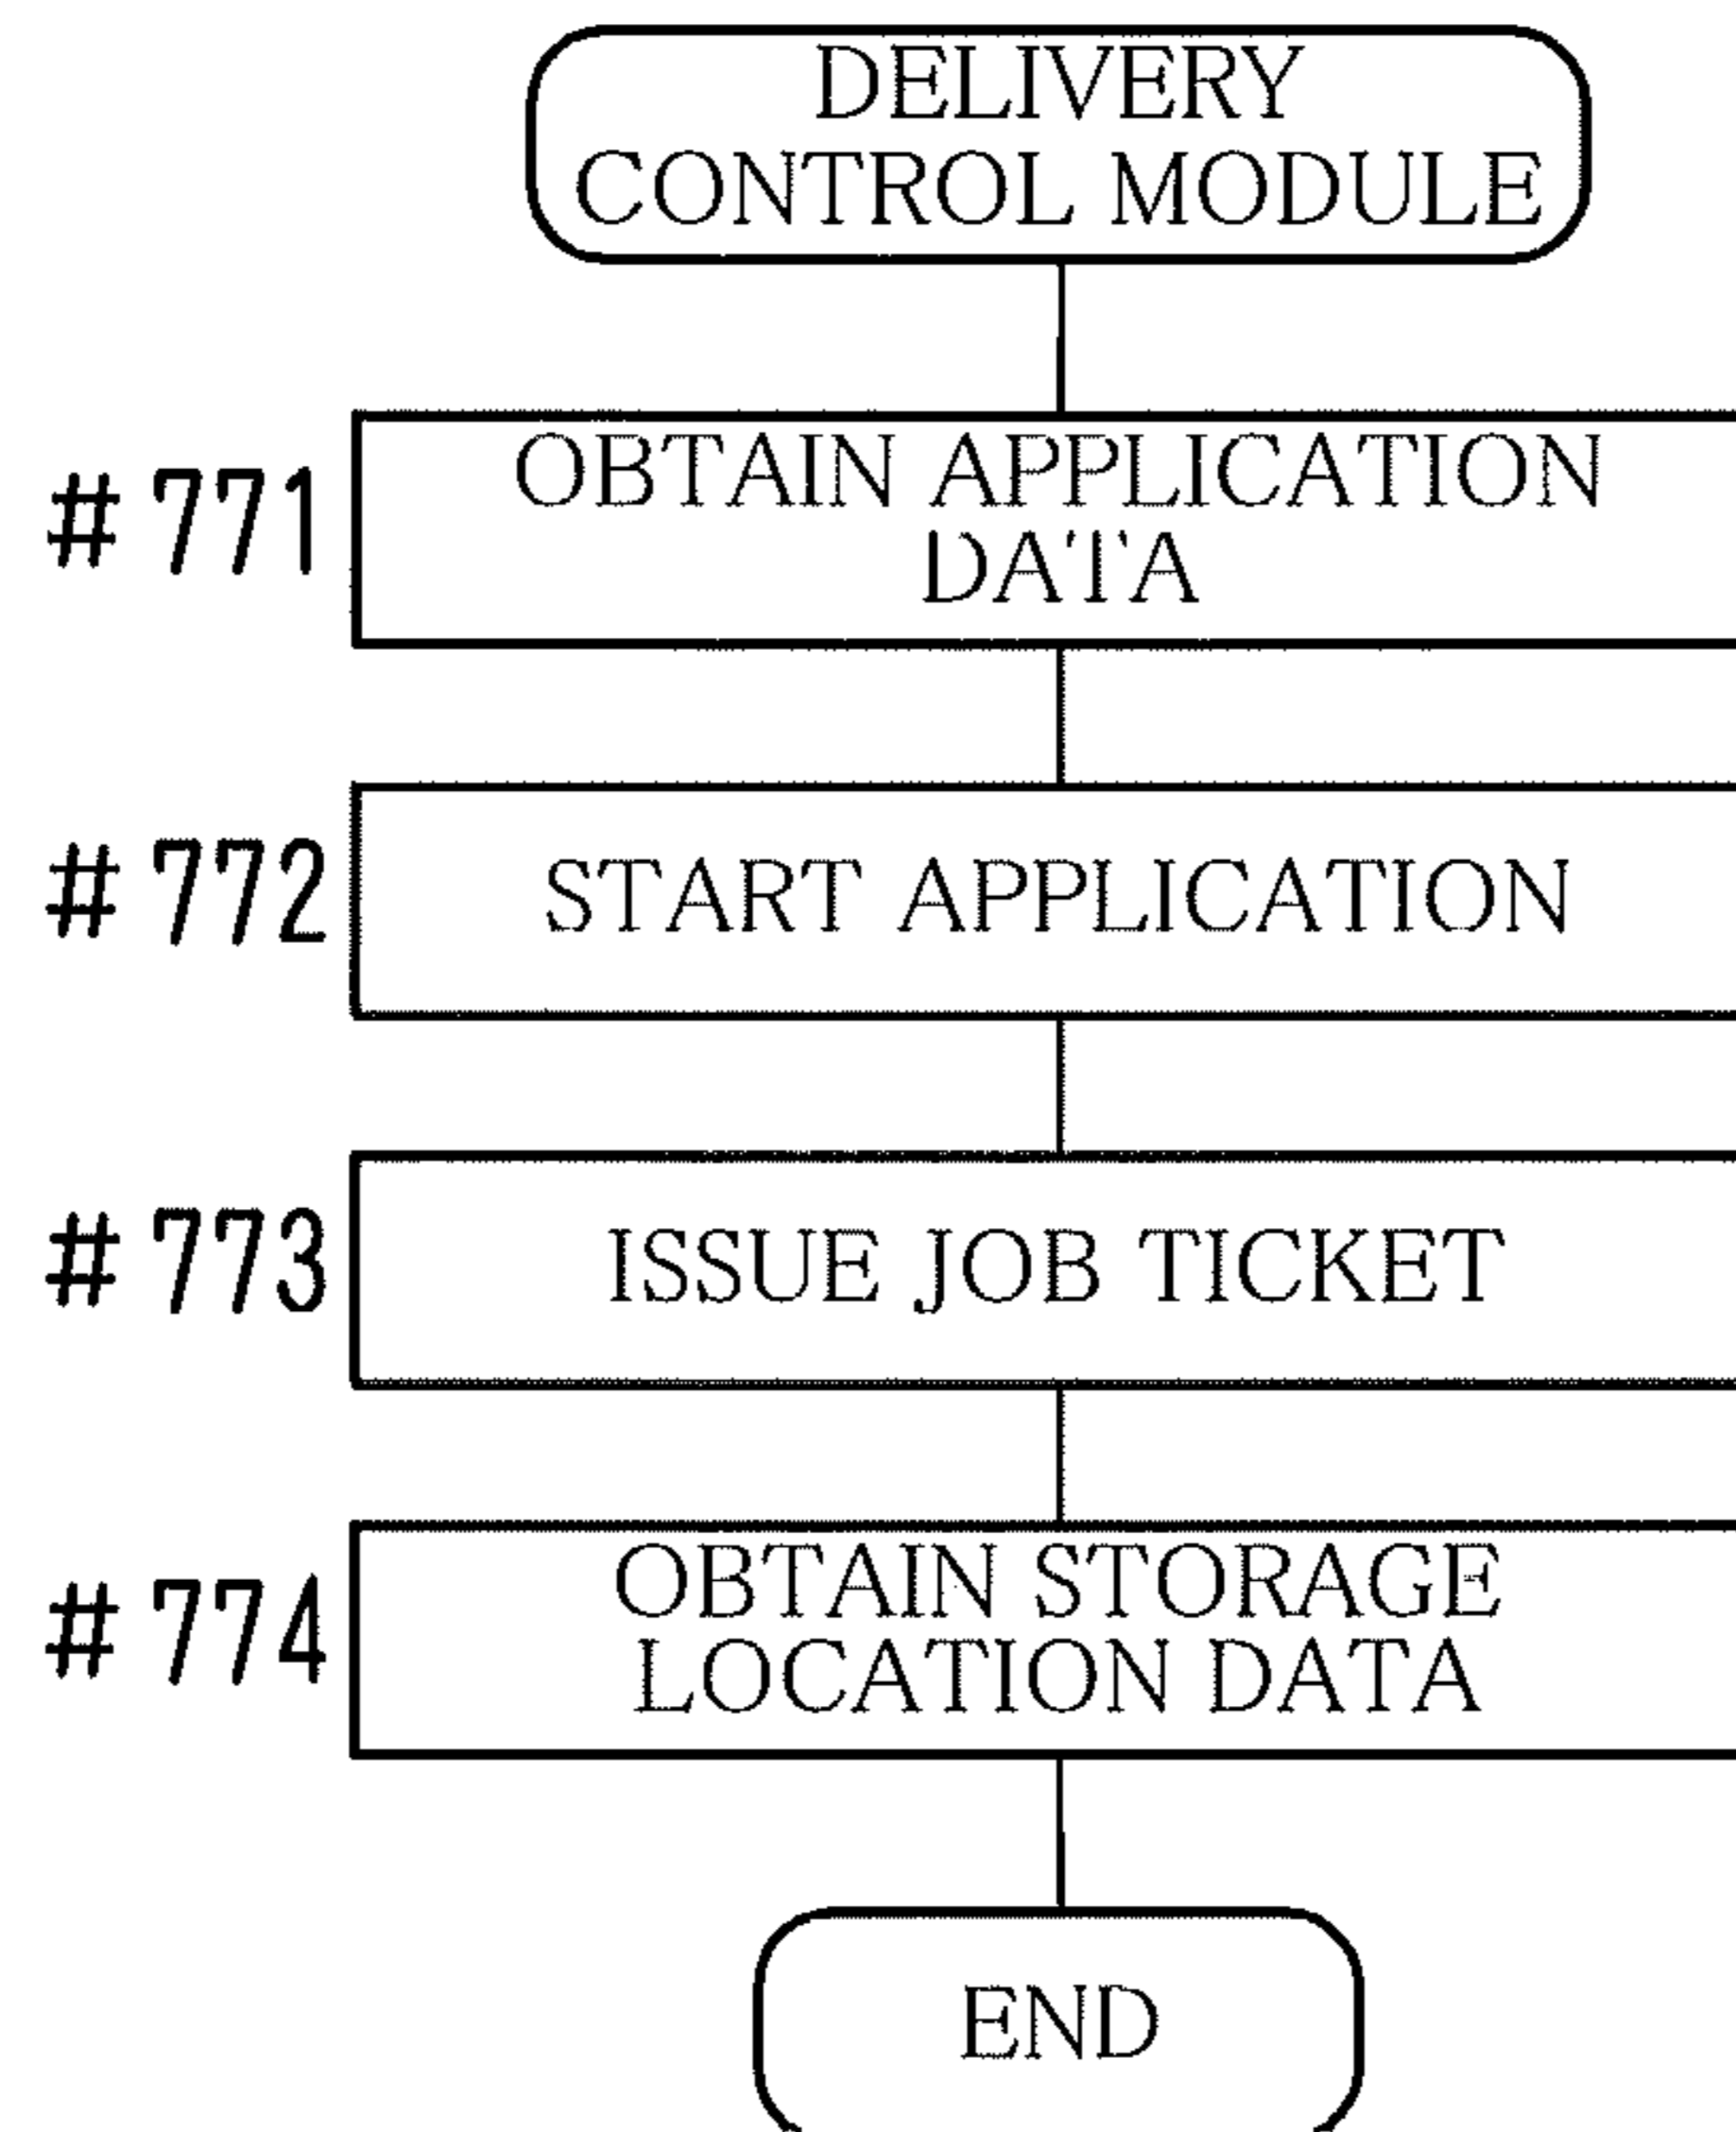 DELIVERY
CONTROL MODULE
#771
OBTAIN APPLICATION
DATA
#772
START APPLICATION
#773
ISSUE JOB TICKET
#774
OBTAIN STORAGE
LOCATION DATA
END